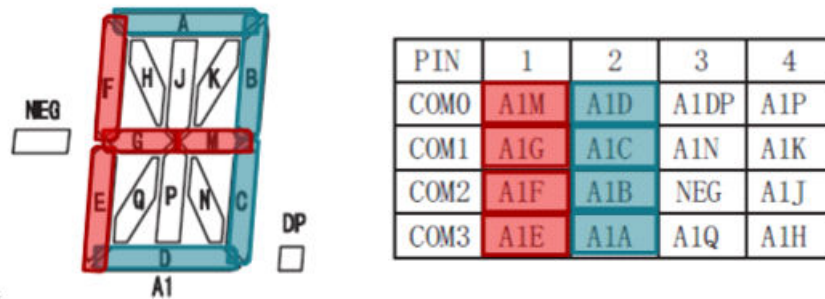 A
F H J K B
NEG
G M
E Q P N C
DP
D
A1
PIN 1 2 3 4
COM0 A1M A1D A1DP A1P
COM1 A1G A1C A1N A1K
COM2 A1F A1B NEG A1J
COM3 A1E A1A A1Q A1H